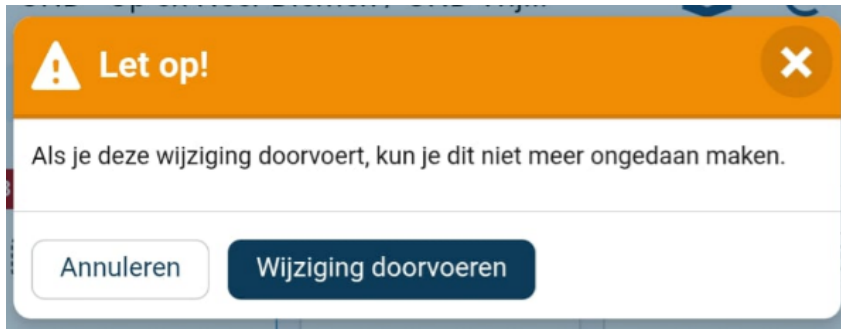 Let op!
Als je deze wijziging doorvoert, kun je dit niet meer ongedaan maken.
Annuleren
Wijziging doorvoeren